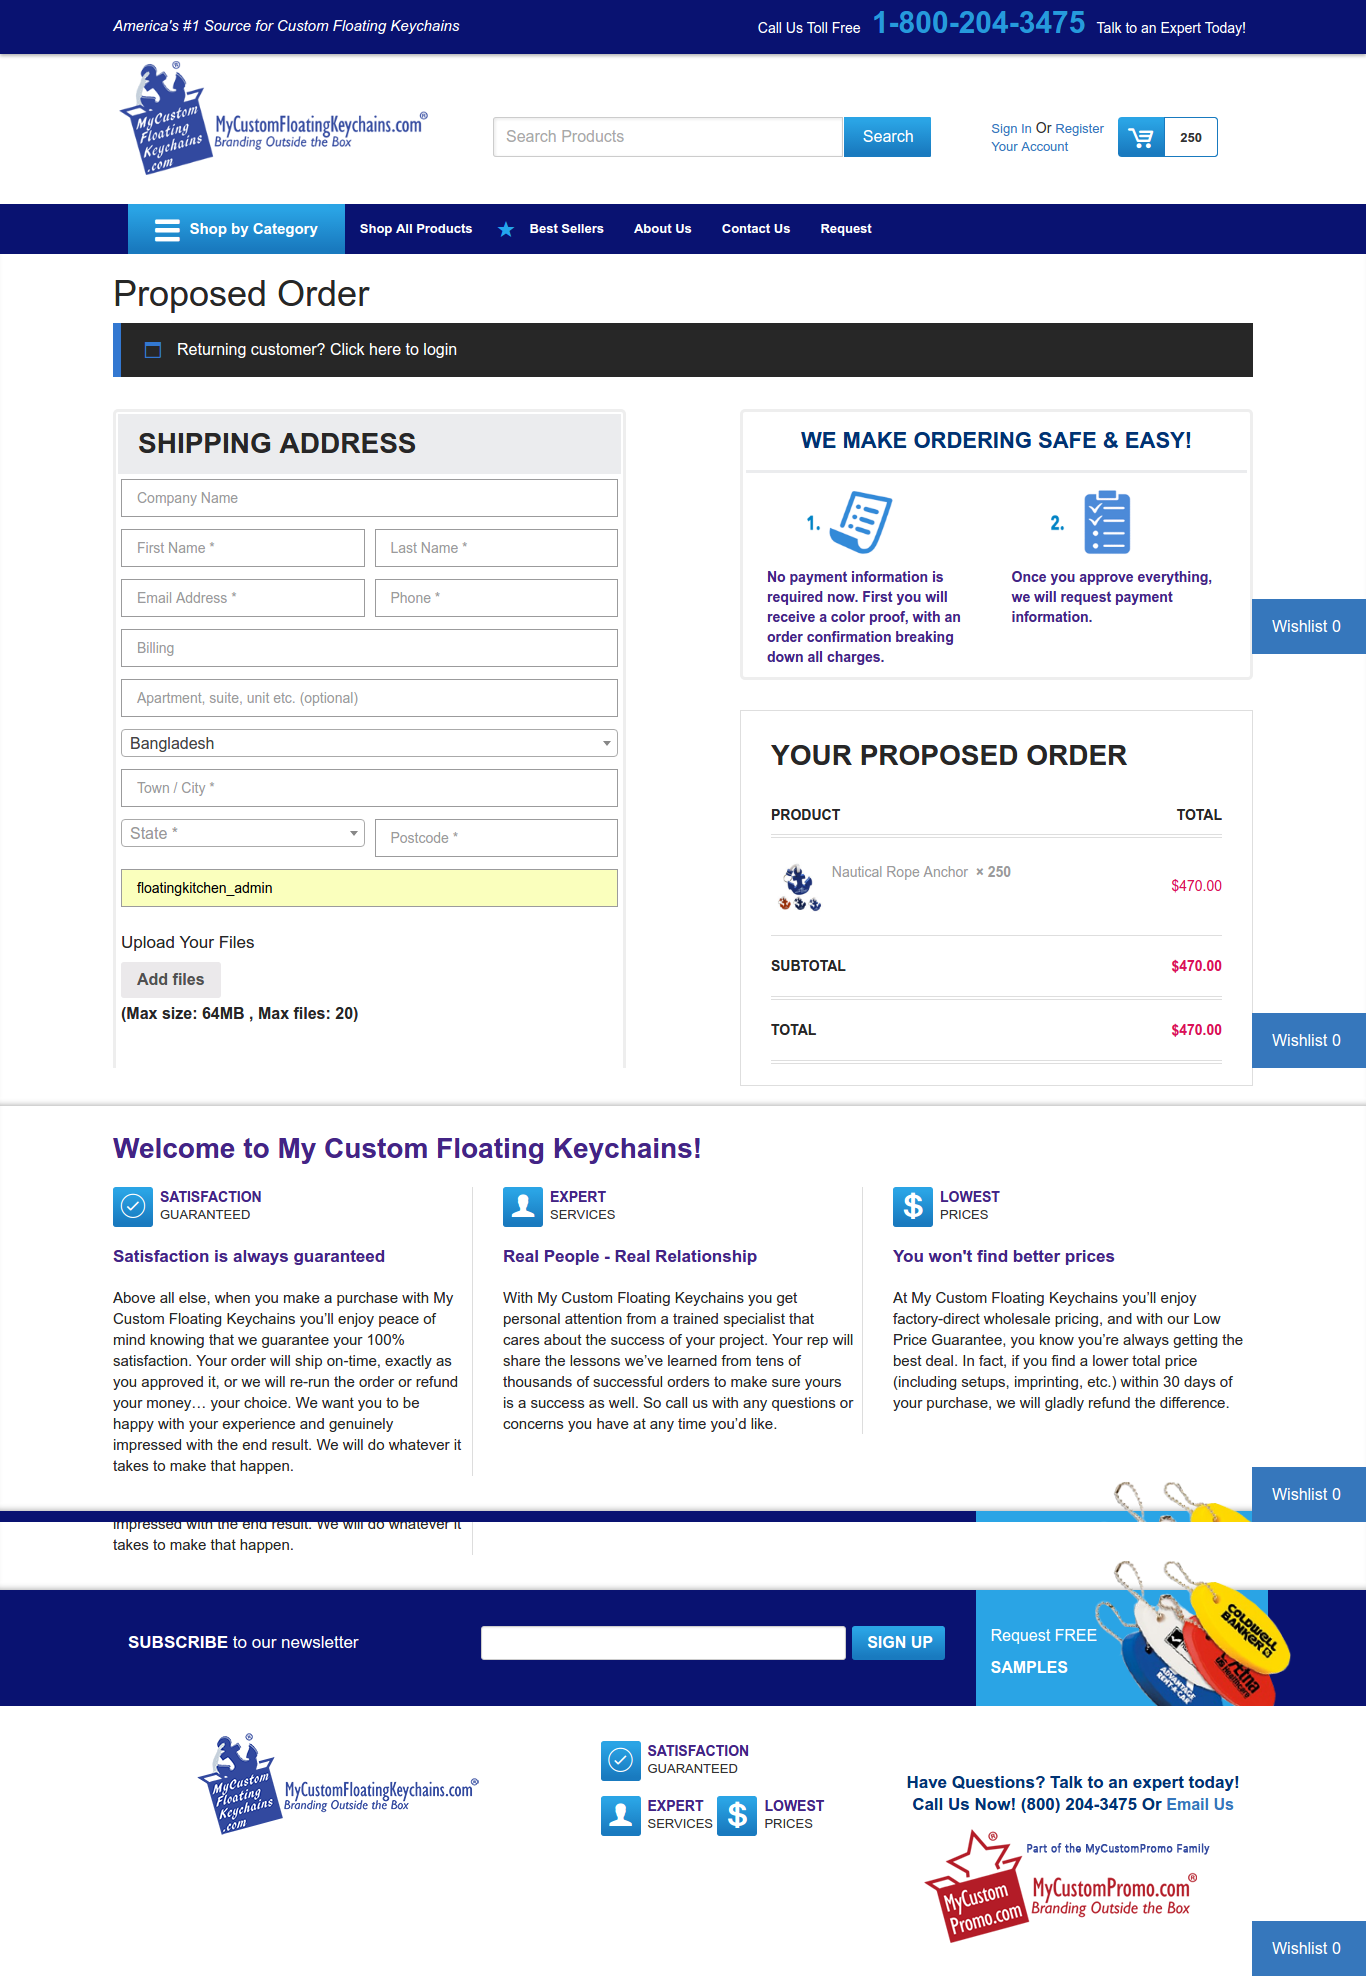 America's #1 Source for Custom Floating Keychains
Call Us Toll Free 1-800-204-3475 Talk to an Expert Today!
MyCustom
Floating
Keychains
.com
MyCustomFloatingKeychains.com®
Branding Outside the Box
Search Products
Search
Sign In Or Register
Your Account
250
Shop by Category
Shop All Products
Best Sellers
About Us
Contact Us
Request
Proposed Order
Returning customer? Click here to login
SHIPPING ADDRESS
Company Name
First Name *
Last Name *
Email Address *
Phone *
Billing
Apartment, suite, unit etc. (optional)
Bangladesh
Town / City *
State *
Postcode *
floatingkitchen_admin
Upload Your Files
Add files
(Max size: 64MB , Max files: 20)
WE MAKE ORDERING SAFE & EASY!
1.
No payment information is
required now. First you will
receive a color proof, with an
order confirmation breaking
down all charges.
2.
Once you approve everything,
we will request payment
information.
Wishlist 0
YOUR PROPOSED ORDER
PRODUCT TOTAL
Nautical Rope Anchor × 250 $470.00
SUBTOTAL $470.00
TOTAL $470.00
Wishlist 0
Welcome to My Custom Floating Keychains!
SATISFACTION
GUARANTEED
Satisfaction is always guaranteed
Above all else, when you make a purchase with My
Custom Floating Keychains you’ll enjoy peace of
mind knowing that we guarantee your 100%
satisfaction. Your order will ship on-time, exactly as
you approved it, or we will re-run the order or refund
your money… your choice. We want you to be
happy with your experience and genuinely
impressed with the end result. We will do whatever it
takes to make that happen.
EXPERT
SERVICES
Real People - Real Relationship
With My Custom Floating Keychains you get
personal attention from a trained specialist that
cares about the success of your project. Your rep will
share the lessons we’ve learned from tens of
thousands of successful orders to make sure yours
is a success as well. So call us with any questions or
concerns you have at any time you’d like.
LOWEST
PRICES
You won't find better prices
At My Custom Floating Keychains you’ll enjoy
factory-direct wholesale pricing, and with our Low
Price Guarantee, you know you’re always getting the
best deal. In fact, if you find a lower total price
(including setups, imprinting, etc.) within 30 days of
your purchase, we will gladly refund the difference.
Wishlist 0
impressed with the end result. We will do whatever it
takes to make that happen.
SUBSCRIBE to our newsletter
SIGN UP
Request FREE
SAMPLES
COLDWELL
BANKER
Aetna
US Healthcare
ADVANTAGE
RENT-A-CAR
MyCustom
Floating
Keychains
.com
MyCustomFloatingKeychains.com®
Branding Outside the Box
SATISFACTION
GUARANTEED
EXPERT
SERVICES
LOWEST
PRICES
Have Questions? Talk to an expert today!
Call Us Now! (800) 204-3475 Or Email Us
Part of the MyCustomPromo Family
MyCustom
Promo.com
MyCustomPromo.com®
Branding Outside the Box
Wishlist 0